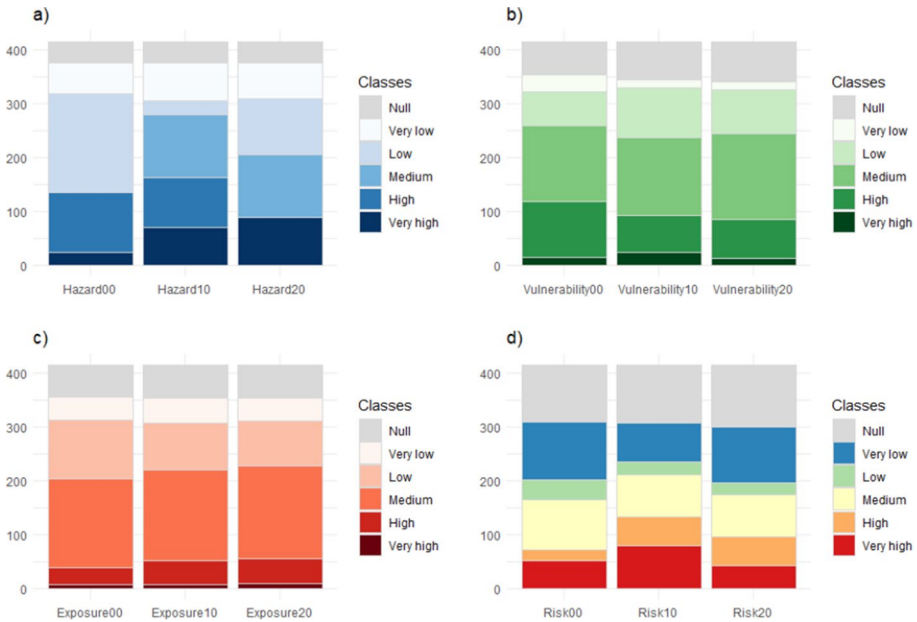 a)
400
300
200
100
0
Hazard00 Hazard10 Hazard20
Classes
Null
Very low
Low
Medium
High
Very high
b)
400
300
200
100
0
Vulnerability00 Vulnerability10 Vulnerability20
Classes
Null
Very low
Low
Medium
High
Very high
c)
400
300
200
100
0
Exposure00 Exposure10 Exposure20
Classes
Null
Very low
Low
Medium
High
Very high
d)
400
300
200
100
0
Risk00 Risk10 Risk20
Classes
Null
Very low
Low
Medium
High
Very high